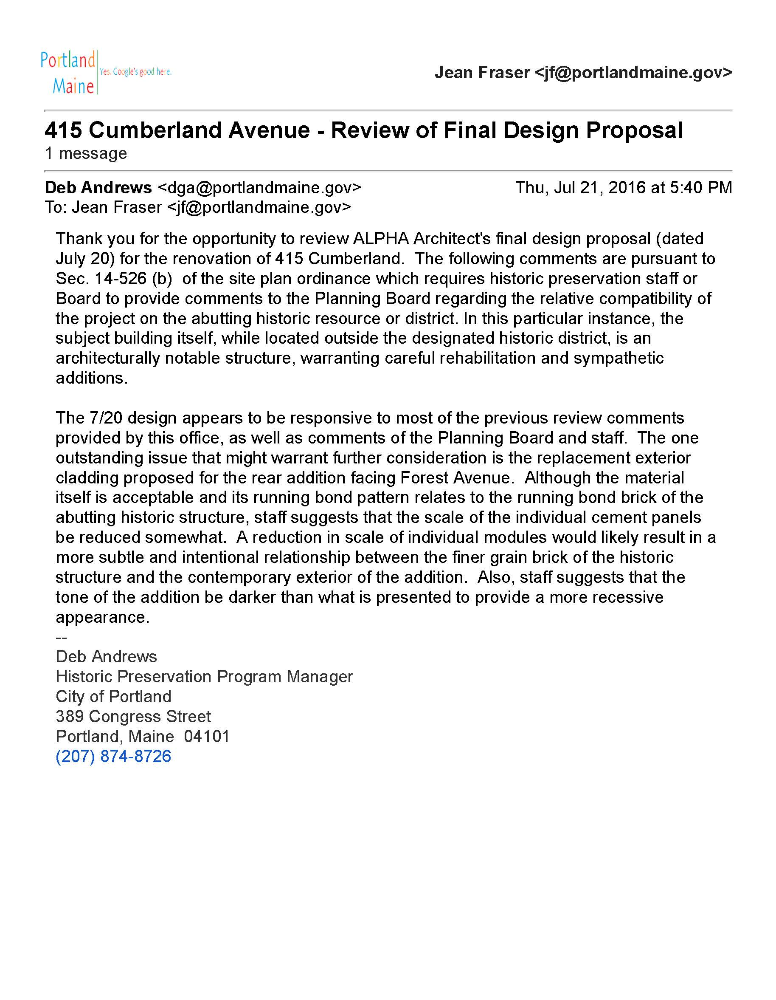 Portland
Maine
Yes. Google's good here.
Jean Fraser <jf@portlandmaine.gov>
415 Cumberland Avenue - Review of Final Design Proposal
1 message
Deb Andrews <dga@portlandmaine.gov> Thu, Jul 21, 2016 at 5:40 PM
To: Jean Fraser <jf@portlandmaine.gov>
Thank you for the opportunity to review ALPHA Architect's final design proposal (dated
July 20) for the renovation of 415 Cumberland.  The following comments are pursuant to
Sec. 14-526 (b)  of the site plan ordinance which requires historic preservation staff or
Board to provide comments to the Planning Board regarding the relative compatibility of
the project on the abutting historic resource or district. In this particular instance, the
subject building itself, while located outside the designated historic district, is an
architecturally notable structure, warranting careful rehabilitation and sympathetic
additions.
The 7/20 design appears to be responsive to most of the previous review comments
provided by this office, as well as comments of the Planning Board and staff.  The one
outstanding issue that might warrant further consideration is the replacement exterior
cladding proposed for the rear addition facing Forest Avenue.  Although the material
itself is acceptable and its running bond pattern relates to the running bond brick of the
abutting historic structure, staff suggests that the scale of the individual cement panels
be reduced somewhat.  A reduction in scale of individual modules would likely result in a
more subtle and intentional relationship between the finer grain brick of the historic
structure and the contemporary exterior of the addition.  Also, staff suggests that the
tone of the addition be darker than what is presented to provide a more recessive
appearance.
--
Deb Andrews
Historic Preservation Program Manager
City of Portland
389 Congress Street
Portland, Maine  04101
(207) 874-8726